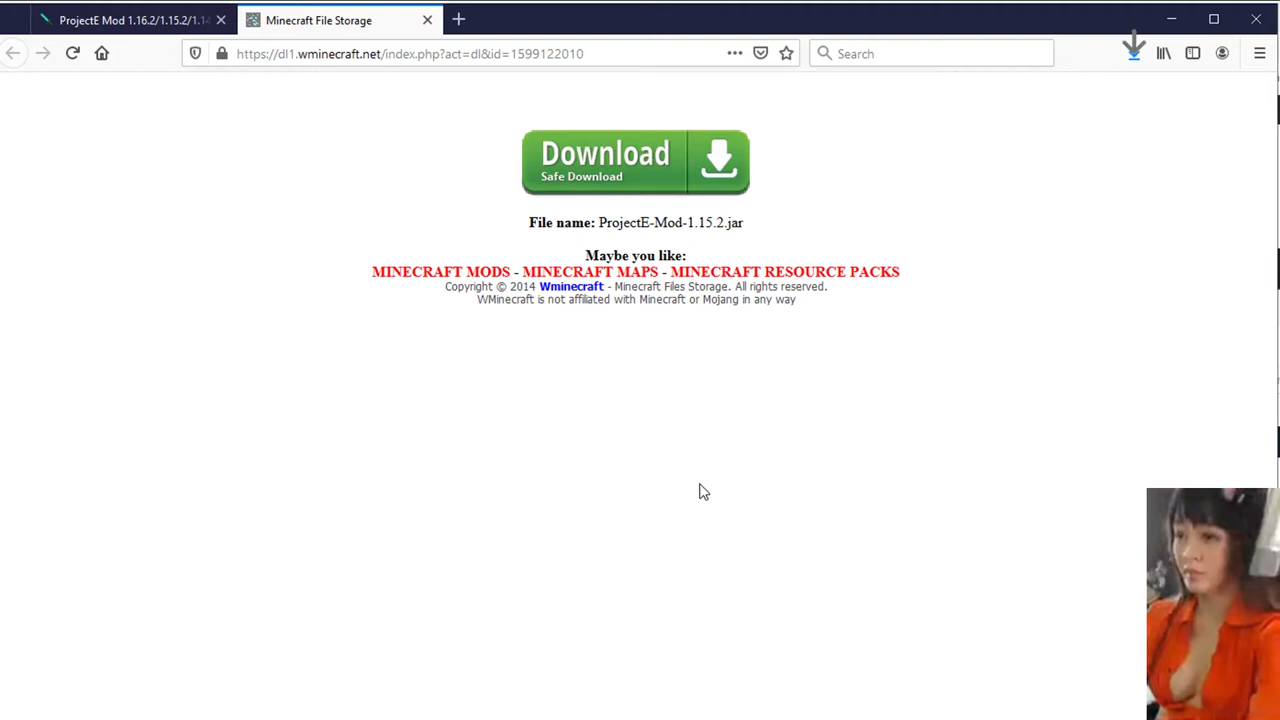 ProjectE Mod 1.16.2/1.15.2/1.14
Minecraft File Storage
https://dl1.wminecraft.net/index.php?act=dl&id=1599122010
Search
Download
Safe Download
File name: ProjectE-Mod-1.15.2.jar
Maybe you like:
MINECRAFT MODS - MINECRAFT MAPS - MINECRAFT RESOURCE PACKS
Copyright © 2014 Wminecraft - Minecraft Files Storage. All rights reserved.
WMinecraft is not affiliated with Minecraft or Mojang in any way